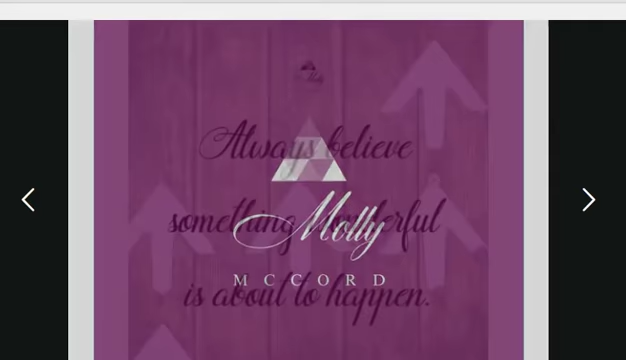 Always believe
something wonderful
Molly
MCCORD
is about to happen.